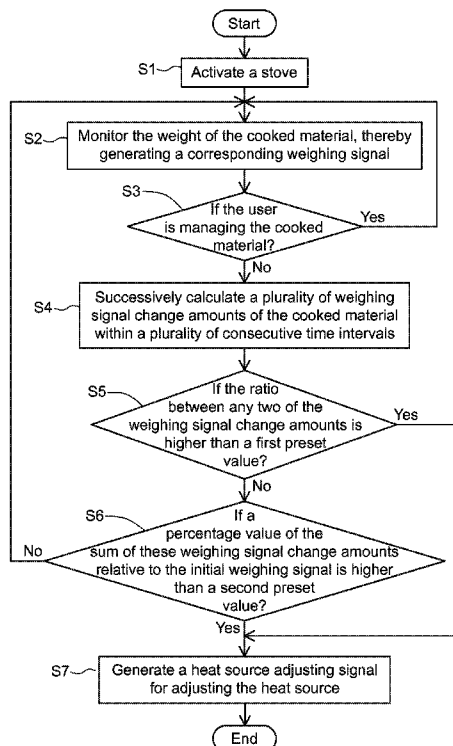 Start
S1
Activate a stove
S2
Monitor the weight of the cooked material, thereby
generating a corresponding weighing signal
S3
If the user
is managing the cooked
material?
Yes
No
S4
Successively calculate a plurality of weighing
signal change amounts of the cooked material
within a plurality of consecutive time intervals
S5
If the ratio
between any two of the
weighing signal change amounts is
higher than a first preset
value?
Yes
No
S6
If a
percentage value of the
sum of these weighing signal change amounts
relative to the initial weighing signal is higher
than a second preset
value?
No
Yes
S7
Generate a heat source adjusting signal
for adjusting the heat source
End